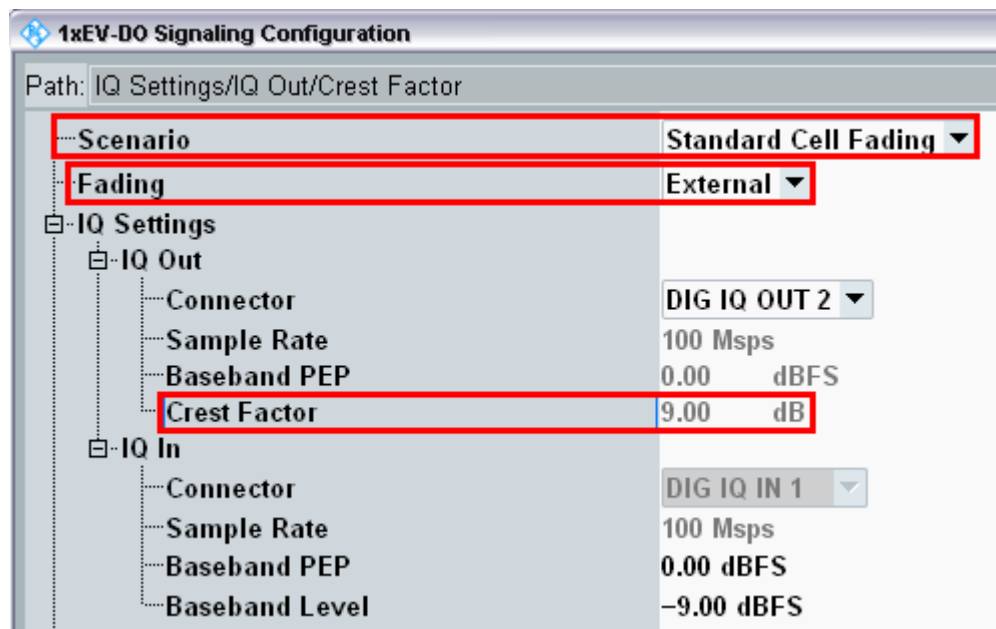 1xEV-DO Signaling Configuration
Path: IQ Settings/IQ Out/Crest Factor
Scenario Standard Cell Fading
Fading External
IQ Settings
IQ Out
Connector DIG IQ OUT 2
Sample Rate 100 Msps
Baseband PEP 0.00 dBFS
Crest Factor 9.00 dB
IQ In
Connector DIG IQ IN 1
Sample Rate 100 Msps
Baseband PEP 0.00 dBFS
Baseband Level −9.00 dBFS